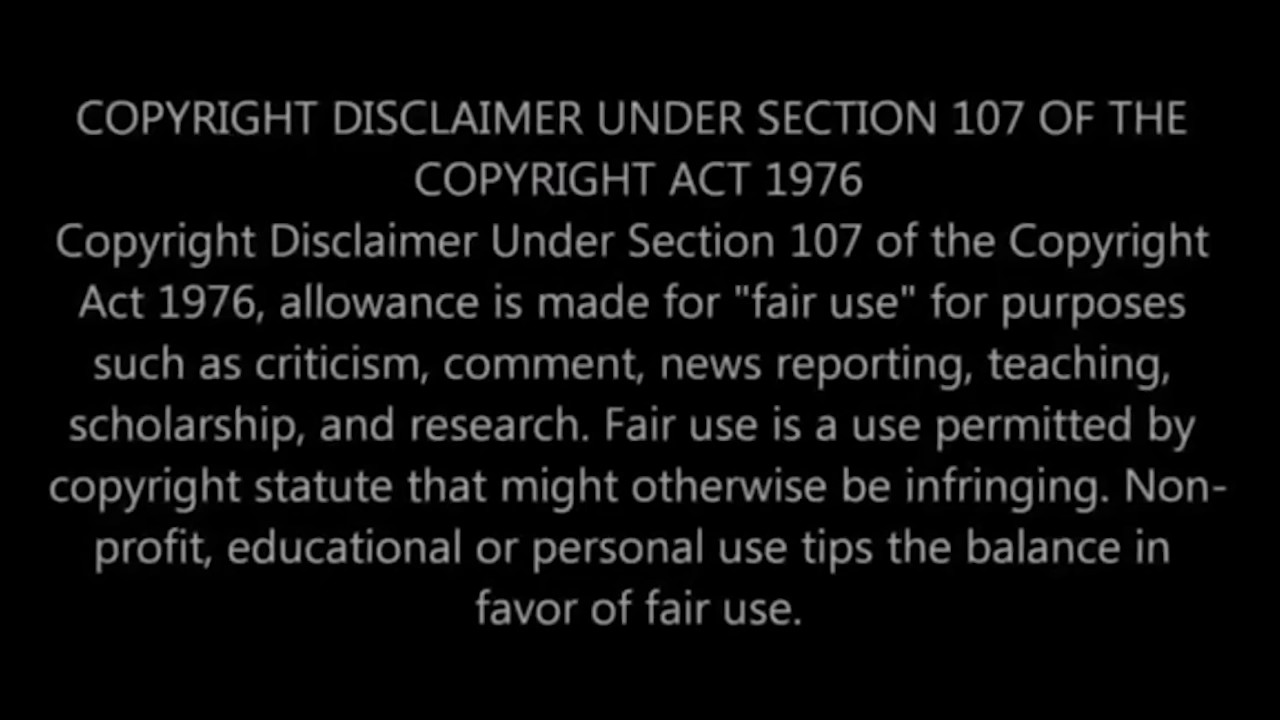 COPYRIGHT DISCLAIMER UNDER SECTION 107 OF THE
COPYRIGHT ACT 1976
Copyright Disclaimer Under Section 107 of the Copyright
Act 1976, allowance is made for "fair use" for purposes
such as criticism, comment, news reporting, teaching,
scholarship, and research. Fair use is a use permitted by
copyright statute that might otherwise be infringing. Non-
profit, educational or personal use tips the balance in
favor of fair use.